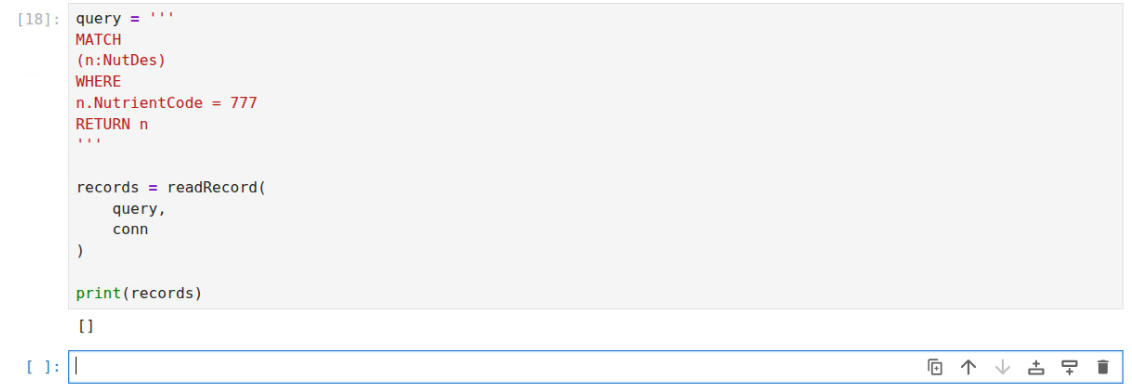 [18]: query = '''
MATCH
(n:NutDes)
WHERE
n.NutrientCode = 777
RETURN n
'''
records = readRecord(
    query,
    conn
)
print(records)
[]
[ ]: